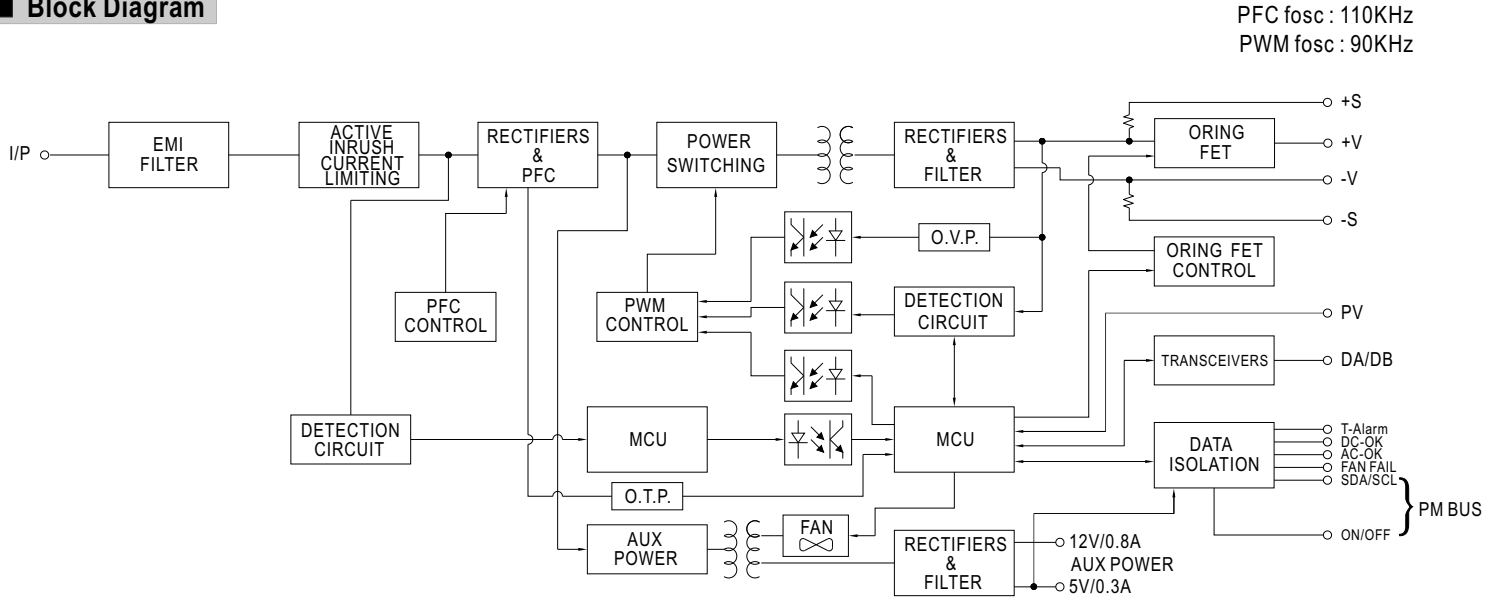 Block Diagram
PFC fosc : 110KHz
PWM fosc : 90KHz
I/P
EMI
FILTER
ACTIVE
INRUSH
CURRENT
LIMITING
RECTIFIERS
&
PFC
POWER
SWITCHING
RECTIFIERS
&
FILTER
ORING
FET
+S
+V
-V
-S
O.V.P.
ORING FET
CONTROL
PFC
CONTROL
PWM
CONTROL
DETECTION
CIRCUIT
PV
TRANSCEIVERS
DA/DB
DETECTION
CIRCUIT
MCU
MCU
DATA
ISOLATION
T-Alarm
DC-OK
AC-OK
FAN FAIL
SDA/SCL
PM BUS
ON/OFF
O.T.P.
AUX
POWER
FAN
RECTIFIERS
&
FILTER
12V/0.8A
AUX POWER
5V/0.3A